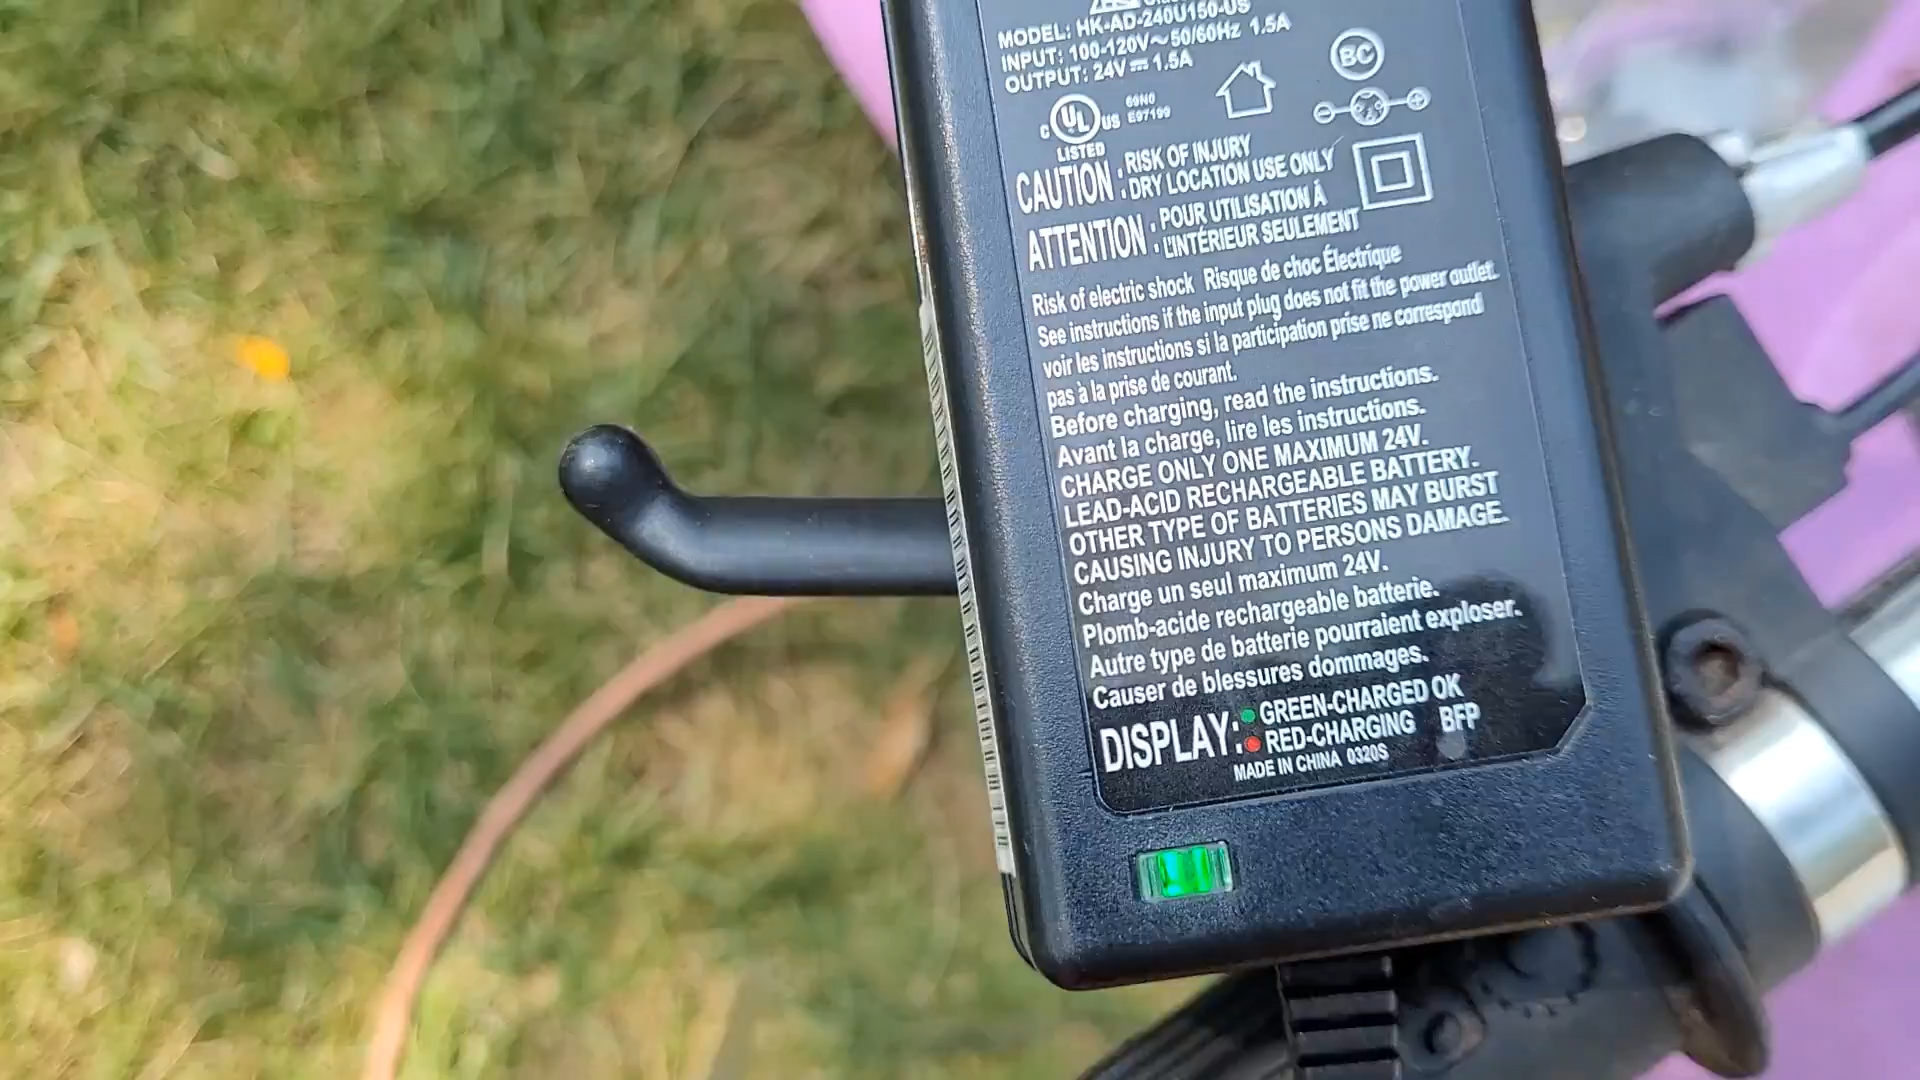 MODEL: HK-AD-240U150-US
INPUT: 100-120V~50/60Hz 1.5A
OUTPUT: 24V⎓1.5A
BC
c UL US
LISTED
69N0
E97199
CAUTION
. RISK OF INJURY
. DRY LOCATION USE ONLY
ATTENTION
. POUR UTILISATION À
. L'INTÉRIEUR SEULEMENT
Risk of electric shock Risque de choc Électrique
See instructions if the input plug does not fit the power outlet.
voir les instructions si la participation prise ne correspond
pas à la prise de courant.
Before charging, read the instructions.
Avant la charge, lire les instructions.
CHARGE ONLY ONE MAXIMUM 24V.
LEAD-ACID RECHARGEABLE BATTERY.
OTHER TYPE OF BATTERIES MAY BURST
CAUSING INJURY TO PERSONS DAMAGE.
Charge un seul maximum 24V.
Plomb-acide rechargeable batterie.
Autre type de batterie pourraient exploser.
Causer de blessures dommages.
DISPLAY:
GREEN-CHARGED OK
RED-CHARGING BFP
MADE IN CHINA 0320S